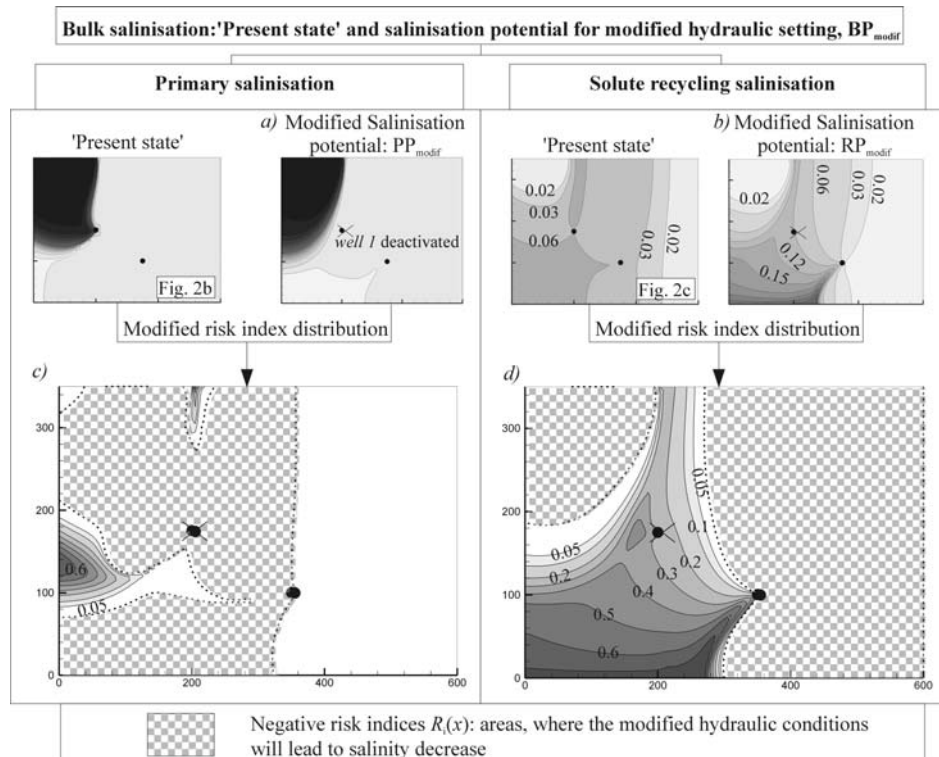 Bulk salinisation:'Present state' and salinisation potential for modified hydraulic setting, BPmodif
Primary salinisation
Solute recycling salinisation
a) Modified Salinisation
potential: PPmodif
'Present state'
well 1 deactivated
Fig. 2b
b) Modified Salinisation
potential: RPmodif
'Present state'
0.02
0.03
0.06
0.03
0.02
Fig. 2c
0.02
0.06
0.03
0.02
0.12
0.15
Modified risk index distribution
Modified risk index distribution
c)
300
200
100
0
0
200
400
600
0.6
0.05
d)
300
200
100
0
0
200
400
600
0.05
0.2
0.05
0.1
0.2
0.3
0.4
0.5
0.6
Negative risk indices Ri(x): areas, where the modified hydraulic conditions
will lead to salinity decrease